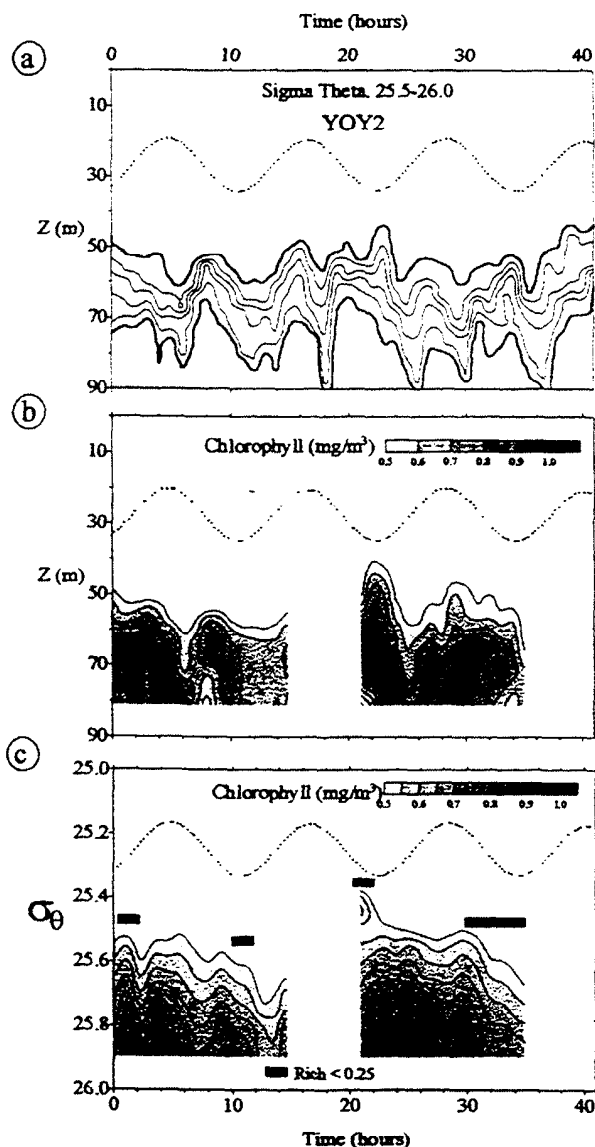 Time (hours)
0 10 20 30 40
a
Sigma Theta. 25.5-26.0
YOY2
10
30
Z (m)
50
70
90
b
Chlorophyll (mg/m³)
0.5 0.6 0.7 0.8 0.9 1.0
10
30
Z (m)
50
70
90
c
25.0
Chlorophyll (mg/m³)
0.5 0.6 0.7 0.8 0.9 1.0
25.2
25.4
σθ
25.6
25.8
Rich < 0.25
26.0
0 10 20 30 40
Time (hours)